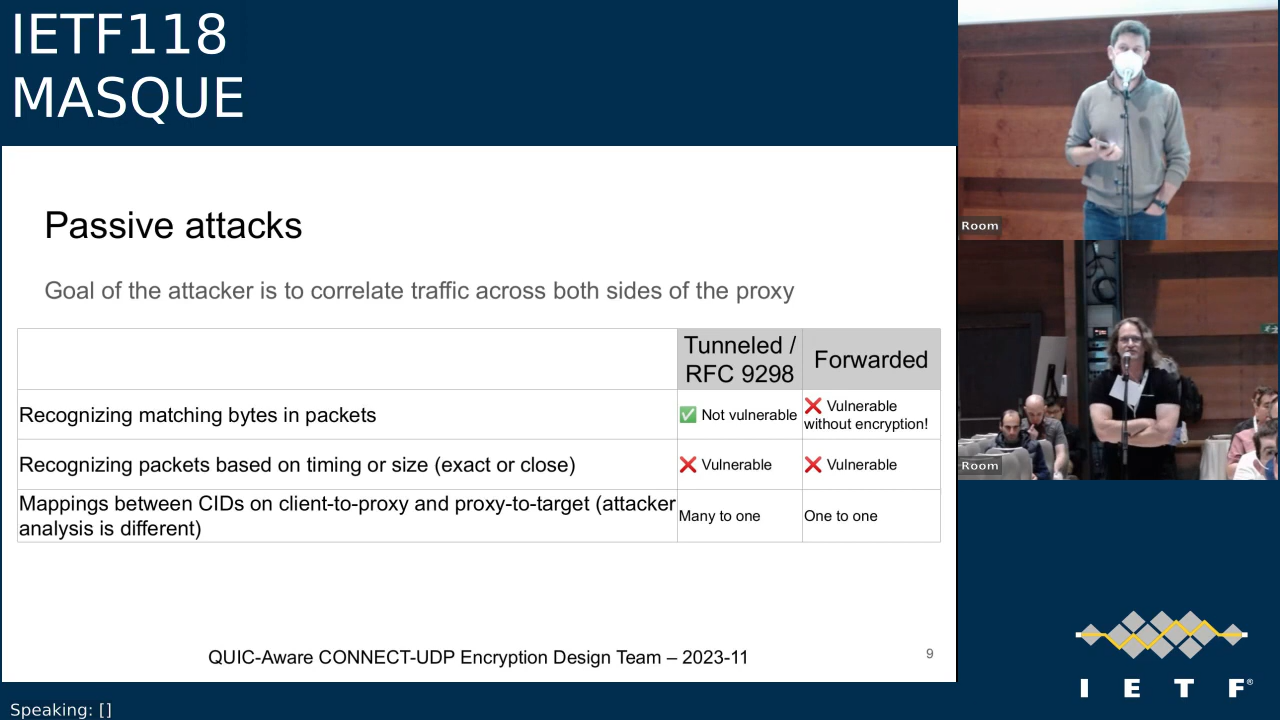 IETF118
MASQUE
Passive attacks
Goal of the attacker is to correlate traffic across both sides of the proxy
Tunneled /
RFC 9298
Forwarded
Recognizing matching bytes in packets
✅ Not vulnerable
❌ Vulnerable
without encryption!
Recognizing packets based on timing or size (exact or close)
❌ Vulnerable
❌ Vulnerable
Mappings between CIDs on client-to-proxy and proxy-to-target (attacker
analysis is different)
Many to one
One to one
QUIC-Aware CONNECT-UDP Encryption Design Team – 2023-11
9
Room
Room
I E T F®
Speaking: []